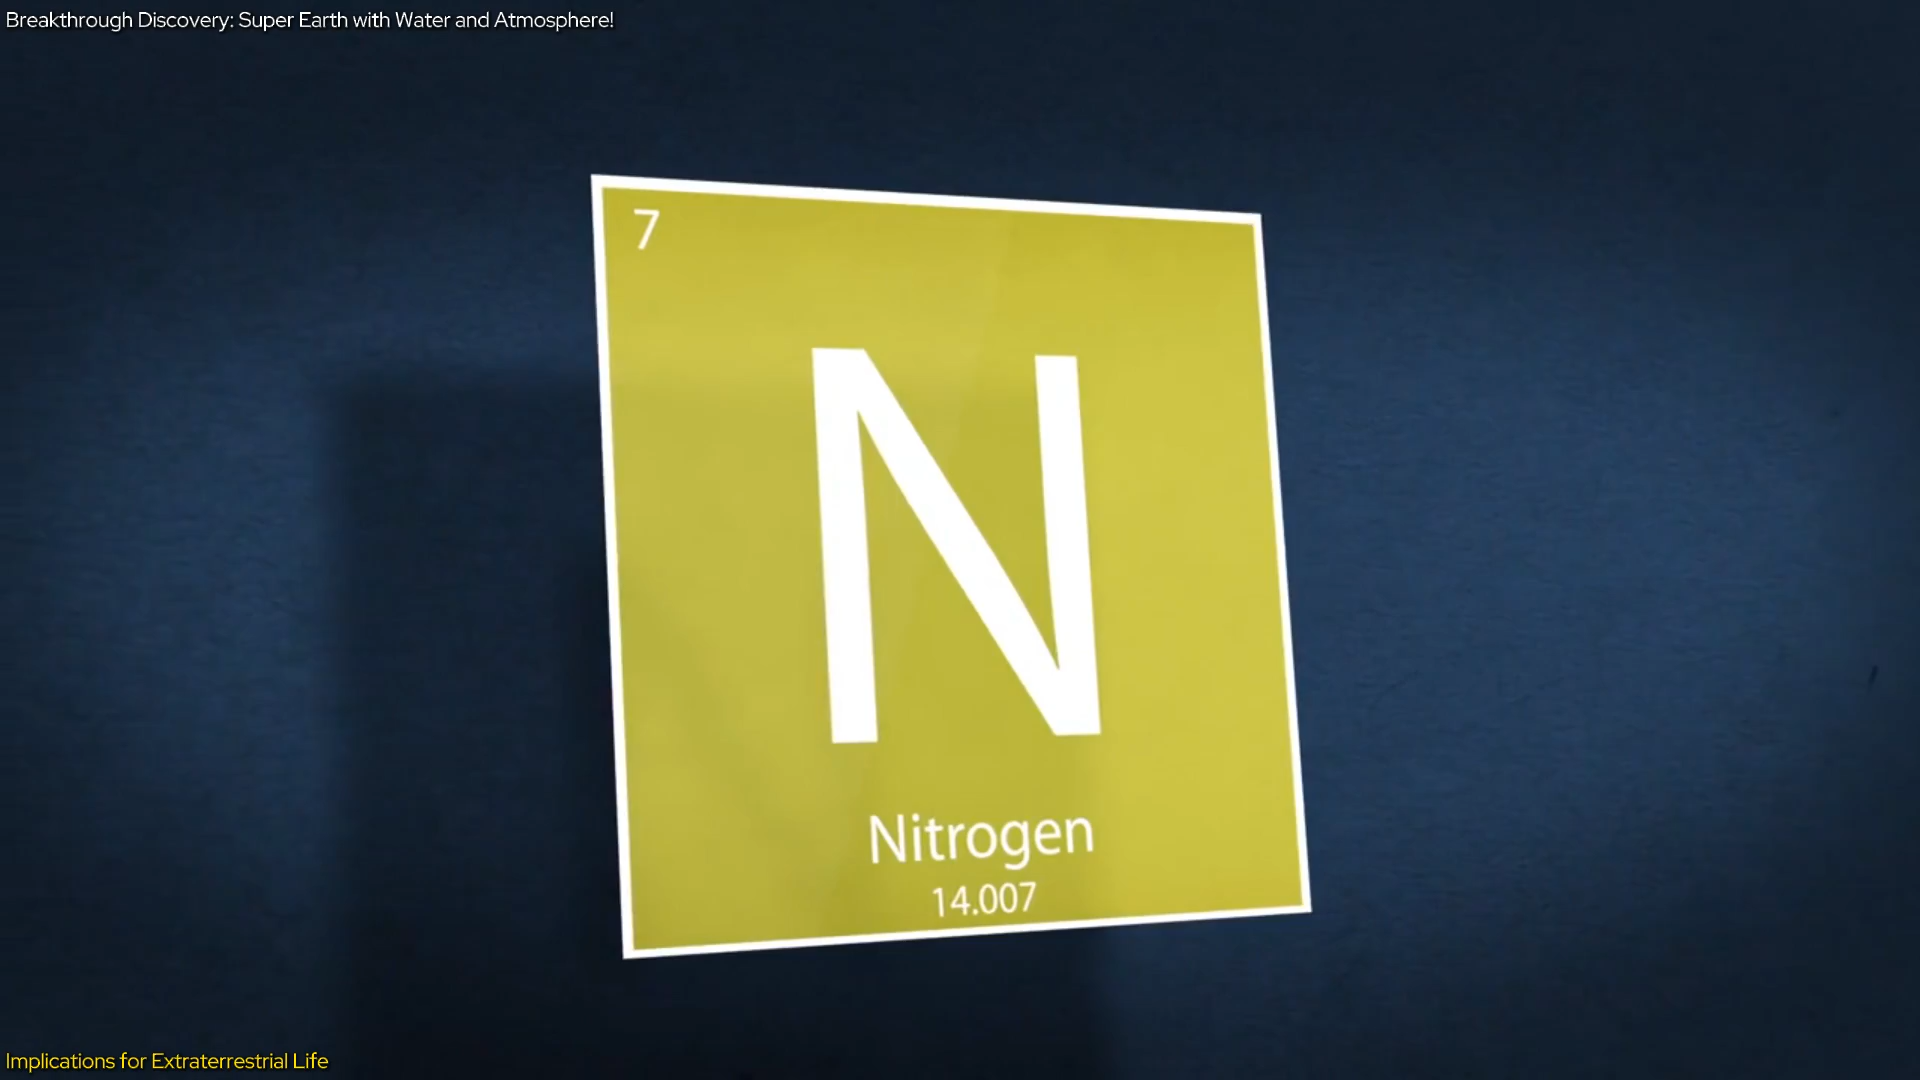 Breakthrough Discovery: Super Earth with Water and Atmosphere!
7
N
Nitrogen
14.007
Implications for Extraterrestrial Life